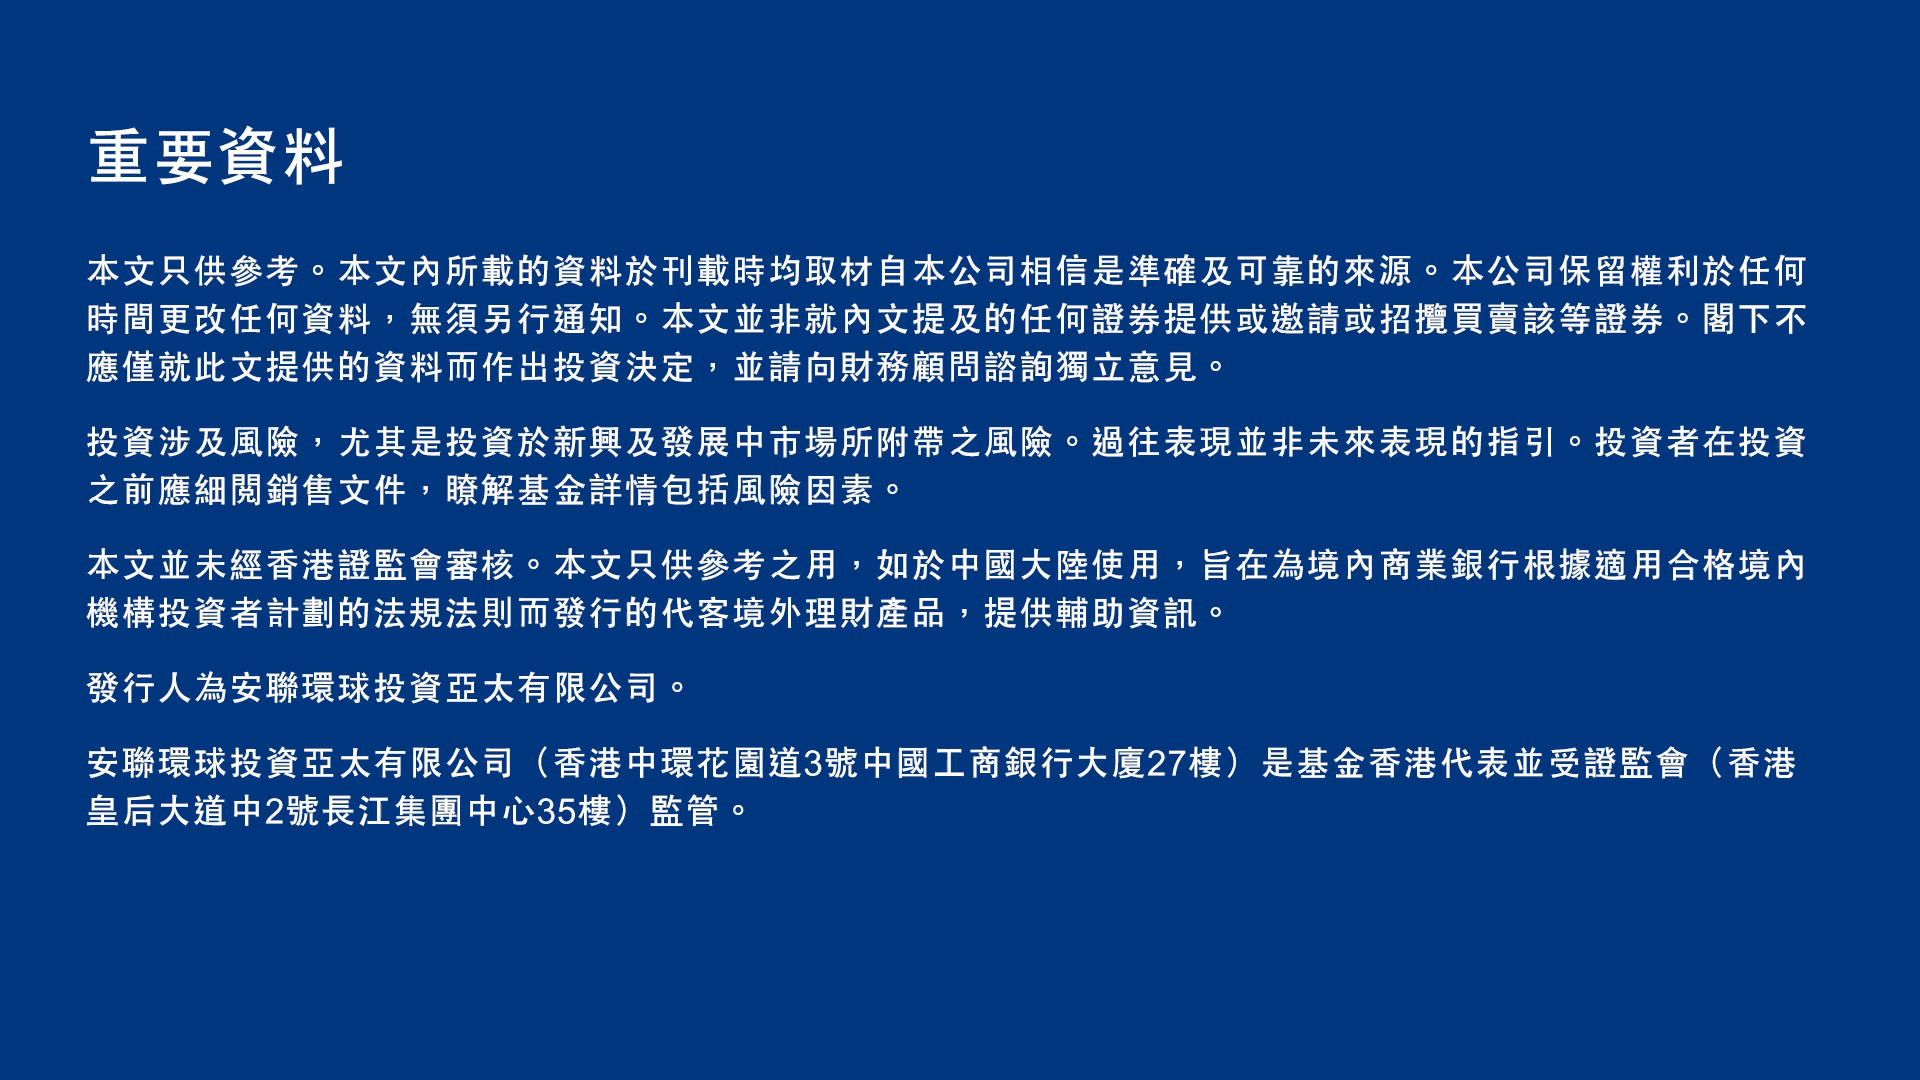 重要資料
本文只供參考。本文內所載的資料於刊載時均取材自本公司相信是準確及可靠的來源。本公司保留權利於任何
時間更改任何資料，無須另行通知。本文並非就內文提及的任何證券提供或邀請或招攬買賣該等證券。閣下不
應僅就此文提供的資料而作出投資決定，並請向財務顧問諮詢獨立意見。
投資涉及風險，尤其是投資於新興及發展中市場所附帶之風險。過往表現並非未來表現的指引。投資者在投資
之前應細閱銷售文件，瞭解基金詳情包括風險因素。
本文並未經香港證監會審核。本文只供參考之用，如於中國大陸使用，旨在為境內商業銀行根據適用合格境內
機構投資者計劃的法規法則而發行的代客境外理財產品，提供輔助資訊。
發行人為安聯環球投資亞太有限公司。
安聯環球投資亞太有限公司（香港中環花園道3號中國工商銀行大廈27樓）是基金香港代表並受證監會（香港
皇后大道中2號長江集團中心35樓）監管。